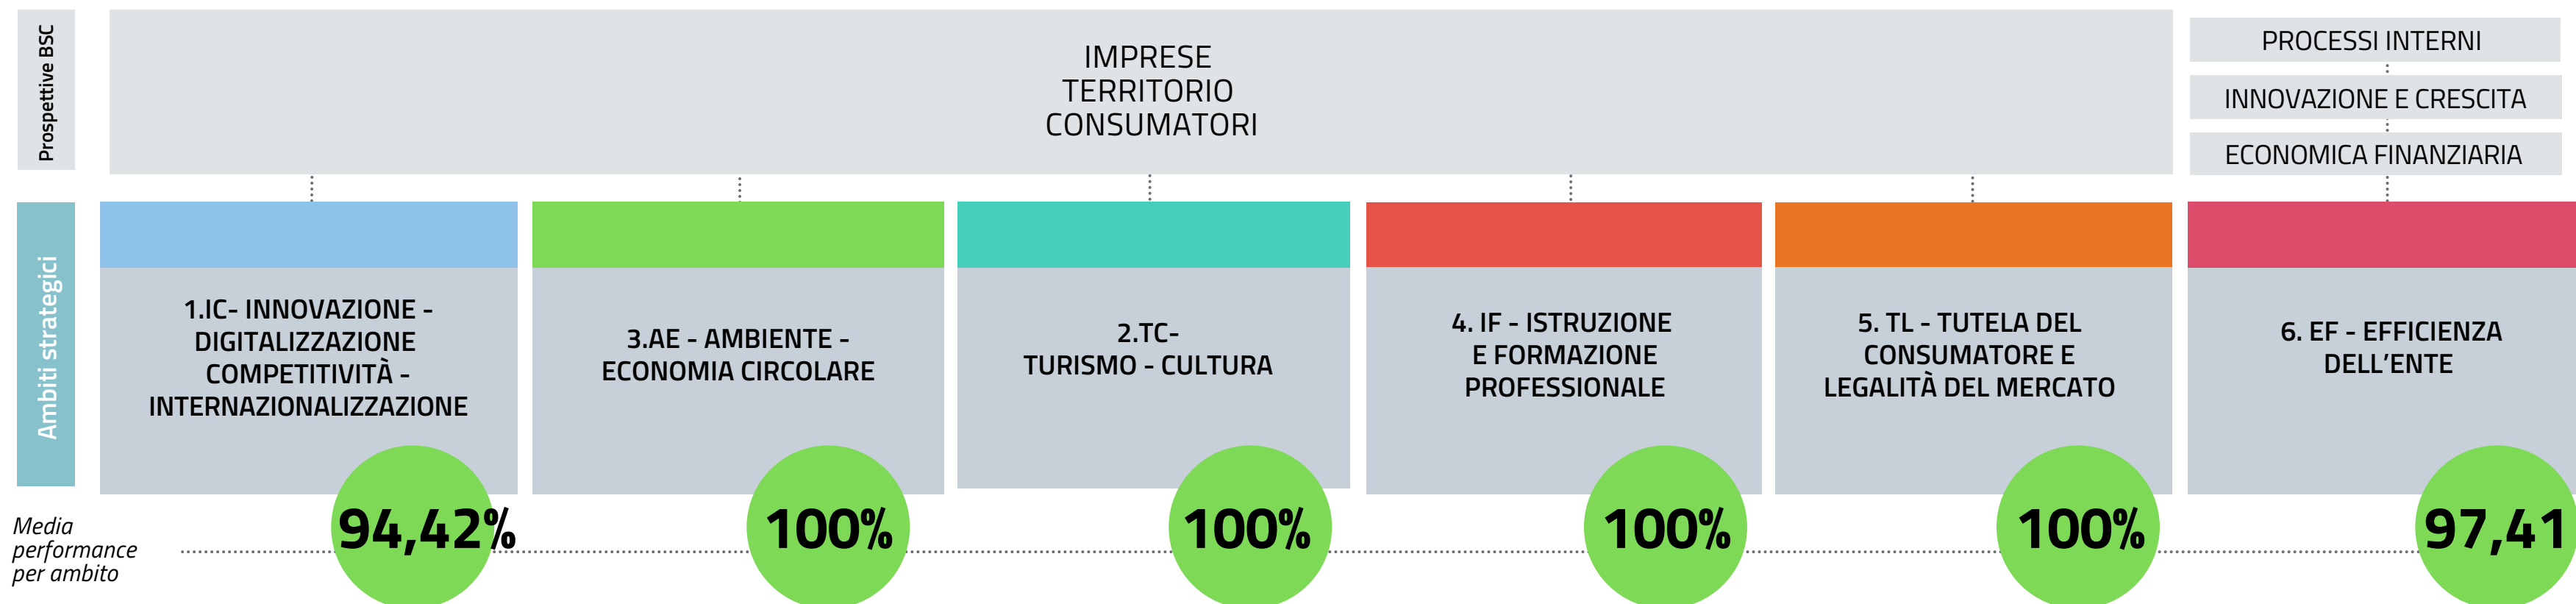 Prospettive BSC
IMPRESE
TERRITORIO
CONSUMATORI
PROCESSI INTERNI
INNOVAZIONE E CRESCITA
ECONOMICA FINANZIARIA
Ambiti strategici
1.IC- INNOVAZIONE -
DIGITALIZZAZIONE
COMPETITIVITÀ -
INTERNAZIONALIZZAZIONE
3.AE - AMBIENTE -
ECONOMIA CIRCOLARE
2.TC-
TURISMO - CULTURA
4. IF - ISTRUZIONE
E FORMAZIONE
PROFESSIONALE
5. TL - TUTELA DEL
CONSUMATORE E
LEGALITÀ DEL MERCATO
6. EF - EFFICIENZA
DELL’ENTE
Media
performance
per ambito
94,42%
100%
100%
100%
100%
97,41